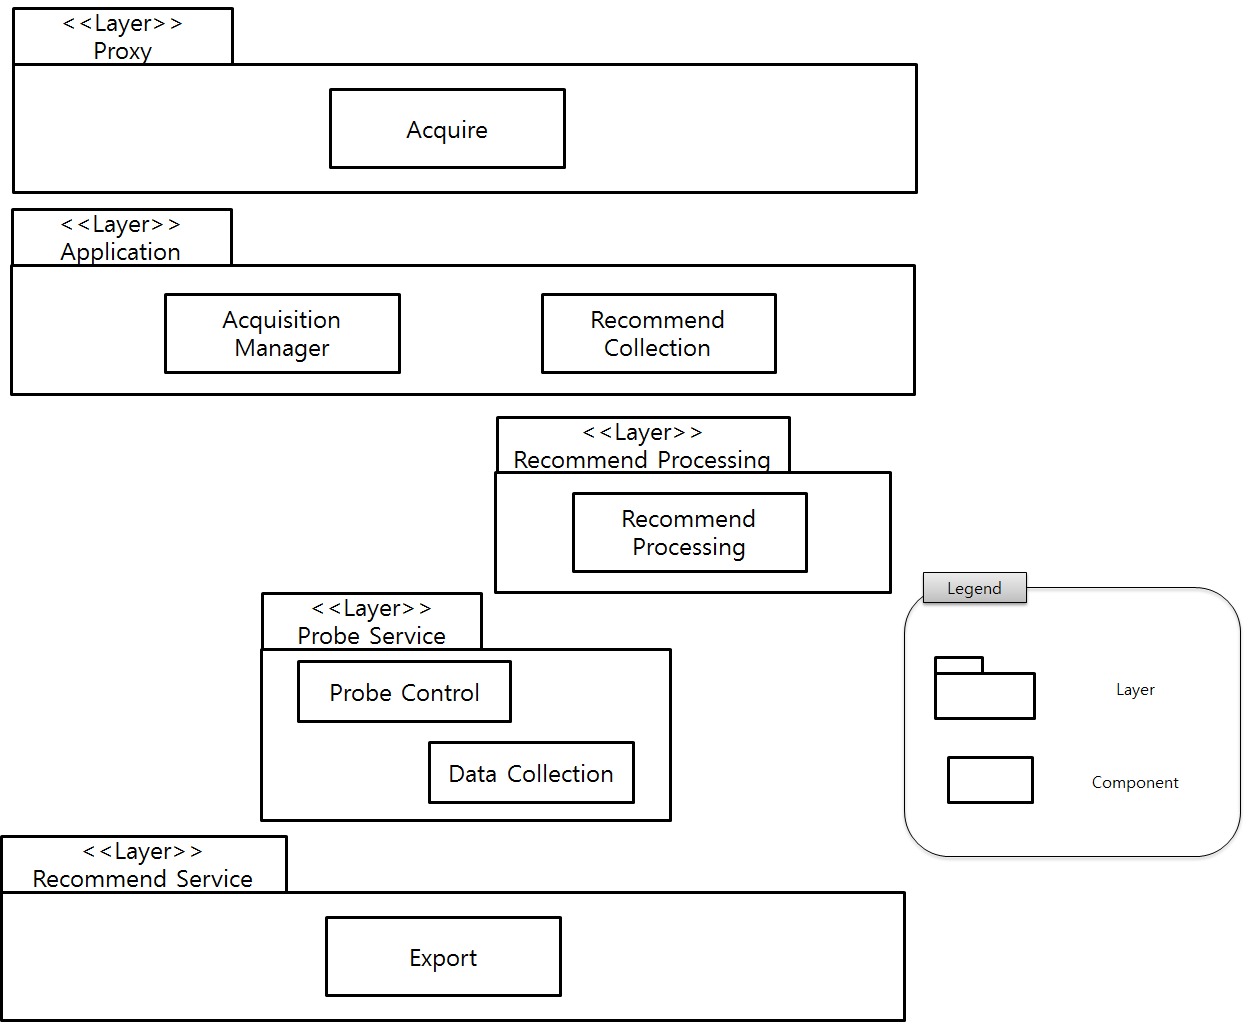 <<Layer>>
Proxy
Acquire
<<Layer>>
Application
Acquisition
Manager
Recommend
Collection
<<Layer>>
Recommend Processing
Recommend
Processing
<<Layer>>
Probe Service
Probe Control
Data Collection
<<Layer>>
Recommend Service
Export
Legend
Layer
Component